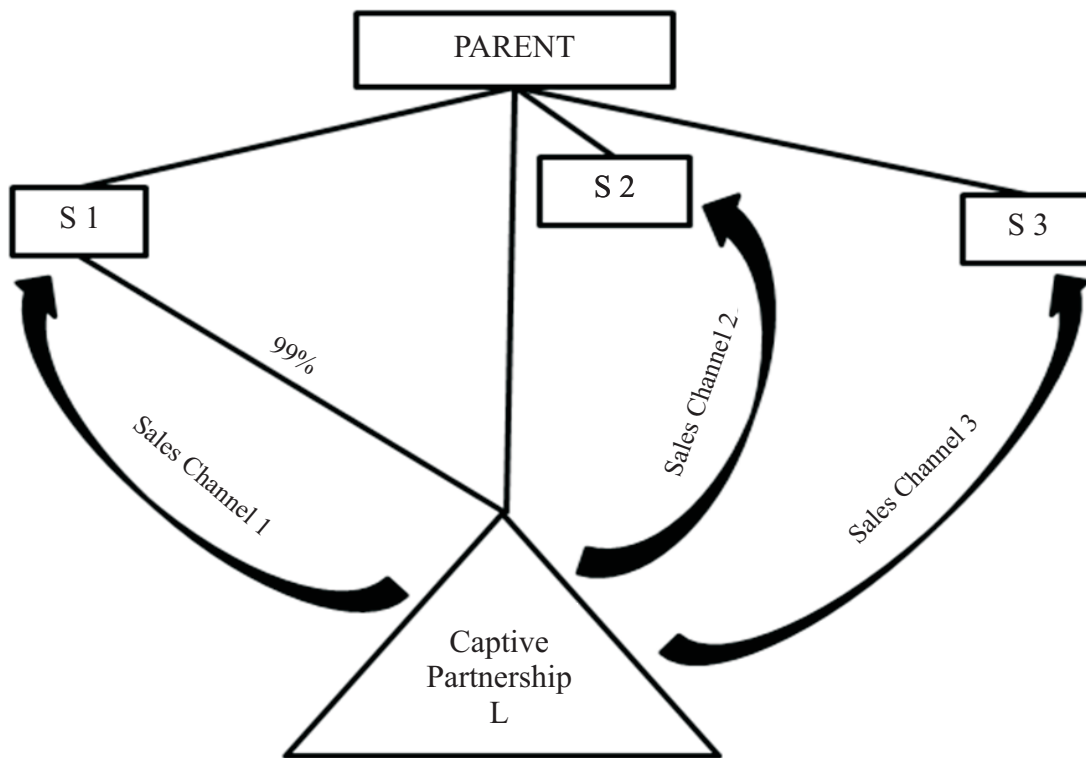 PARENT
S 1
S 2
S 3
99%
Sales Channel 1
Sales Channel 2
Sales Channel 3
Captive
Partnership
L